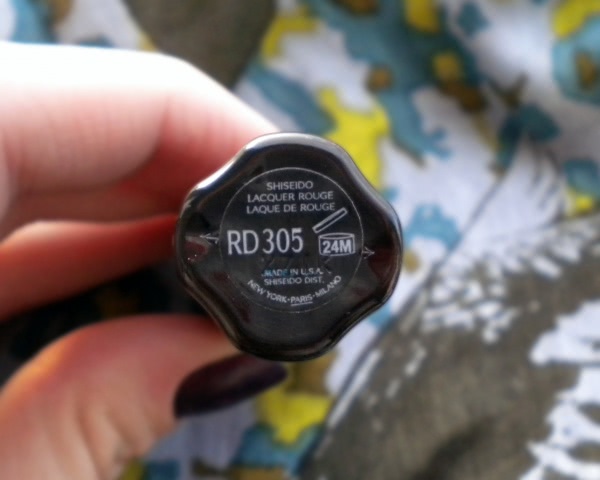 SHISEIDO
LACQUER ROUGE
LAQUE DE ROUGE
RD 305
24M
MADE IN U.S.A.
SHISEIDO DIST.
NEW YORK-PARIS-MILANO